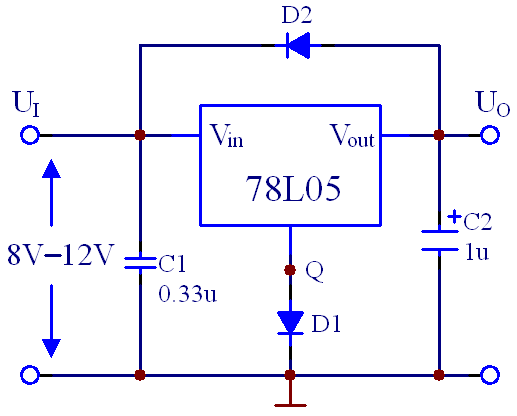 D2
UI
UO
Vin
Vout
78L05
8V-12V
C1
0.33u
+
C2
1u
Q
D1